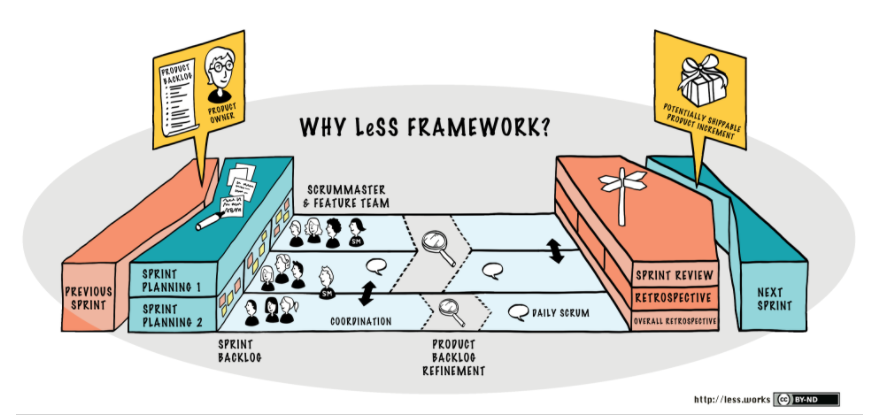 PRODUCT
BACKLOG
PRODUCT
OWNER
POTENTIALLY SHIPPABLE
PRODUCT INCREMENT
WHY LeSS FRAMEWORK?
SCRUMMASTER
& FEATURE TEAM
SM
SM
PREVIOUS
SPRINT
SPRINT
PLANNING 1
SPRINT
PLANNING 2
SPRINT REVIEW
RETROSPECTIVE
OVERALL RETROSPECTIVE
NEXT
SPRINT
COORDINATION
DAILY SCRUM
SPRINT
BACKLOG
PRODUCT
BACKLOG
REFINEMENT
http://less.works cc BY-ND